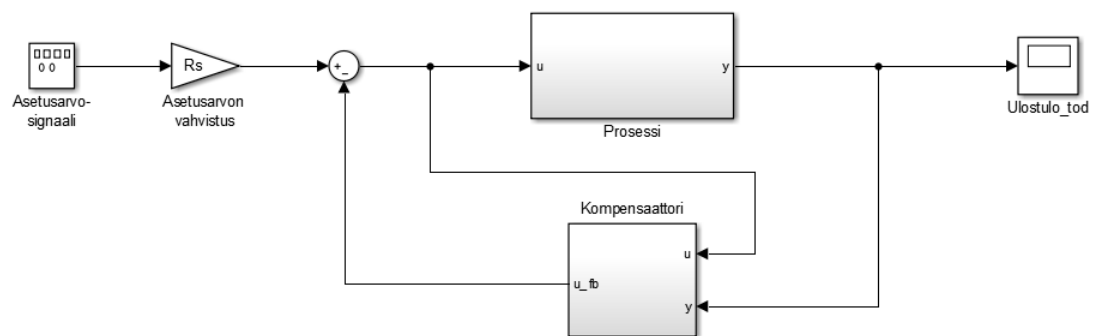 Rs
+
-
u
y
Asetusarvo-
signaali
Asetusarvon
vahvistus
Prosessi
Ulostulo_tod
Kompensaattori
u
u_fb
y